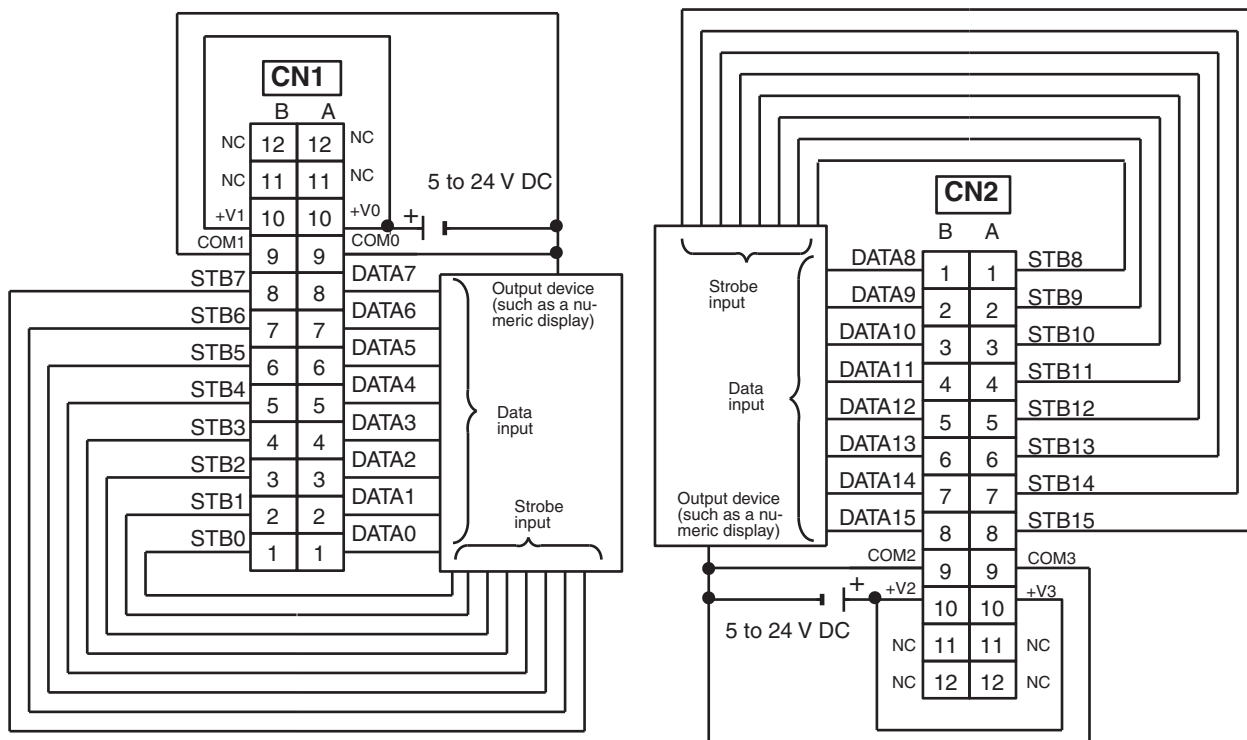 CN1
B A
NC 12 12 NC
NC 11 11 NC
+V1 10 10 +V0
COM1 9 9 COM0
STB7 8 8 DATA7
STB6 7 7 DATA6
STB5 6 6 DATA5
STB4 5 5 DATA4
STB3 4 4 DATA3
STB2 3 3 DATA2
STB1 2 2 DATA1
STB0 1 1 DATA0
+
5 to 24 V DC
Output device
(such as a nu-
meric display)
Data
input
Strobe
input
CN2
B A
DATA8 1 1 STB8
DATA9 2 2 STB9
DATA10 3 3 STB10
DATA11 4 4 STB11
DATA12 5 5 STB12
DATA13 6 6 STB13
DATA14 7 7 STB14
DATA15 8 8 STB15
COM2 9 9 COM3
+V2 10 10 +V3
NC 11 11 NC
NC 12 12 NC
Strobe
input
Data
input
Output device
(such as a nu-
meric display)
+
5 to 24 V DC